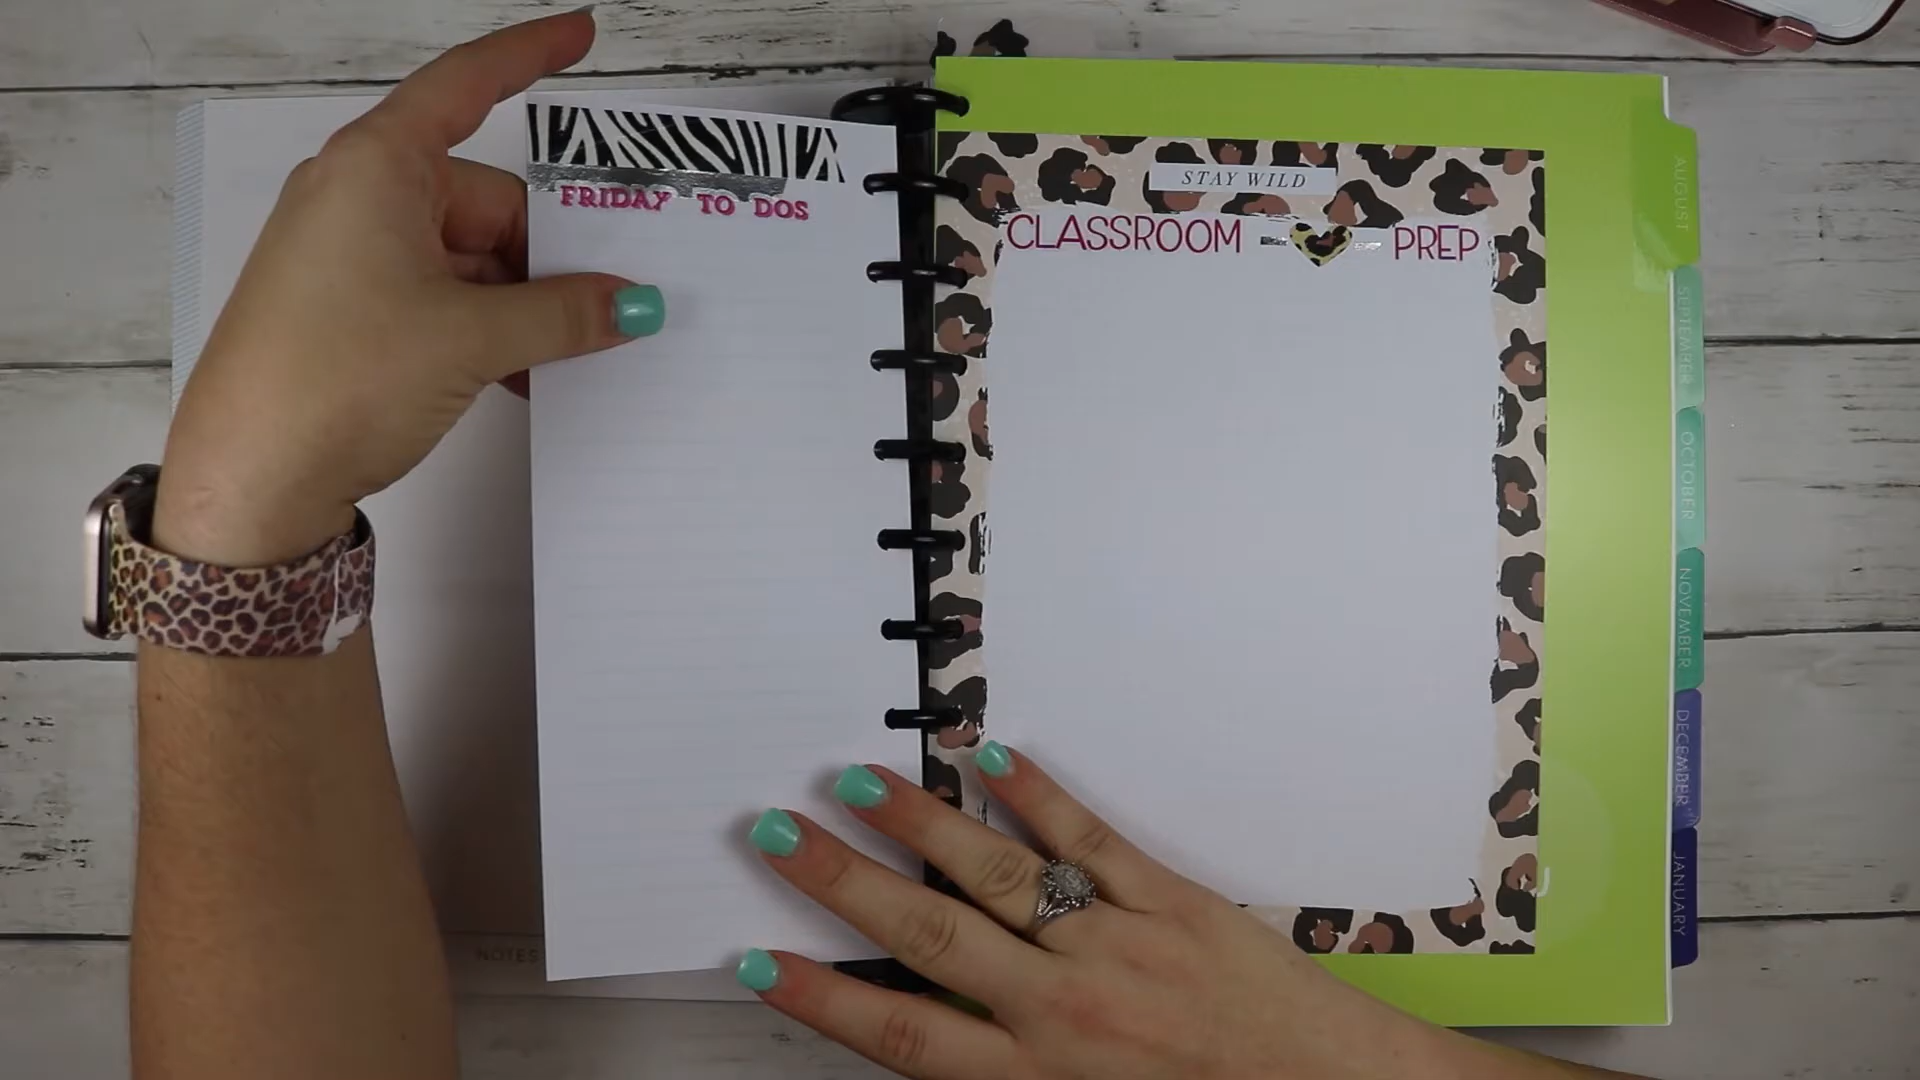 FRIDAY TO DOS
STAY WILD
CLASSROOM PREP
NOTES
AUGUST
SEPTEMBER
OCTOBER
NOVEMBER
DECEMBER
JANUARY